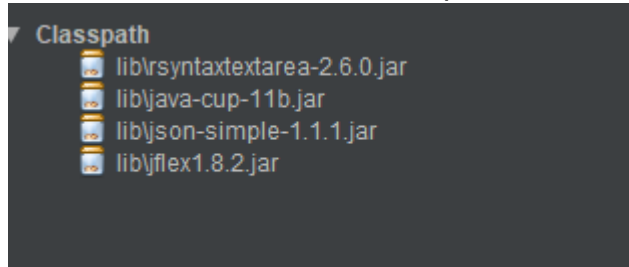 Classpath
lib\rsyntaxtextarea-2.6.0.jar
lib\java-cup-11b.jar
lib\json-simple-1.1.1.jar
lib\jflex1.8.2.jar